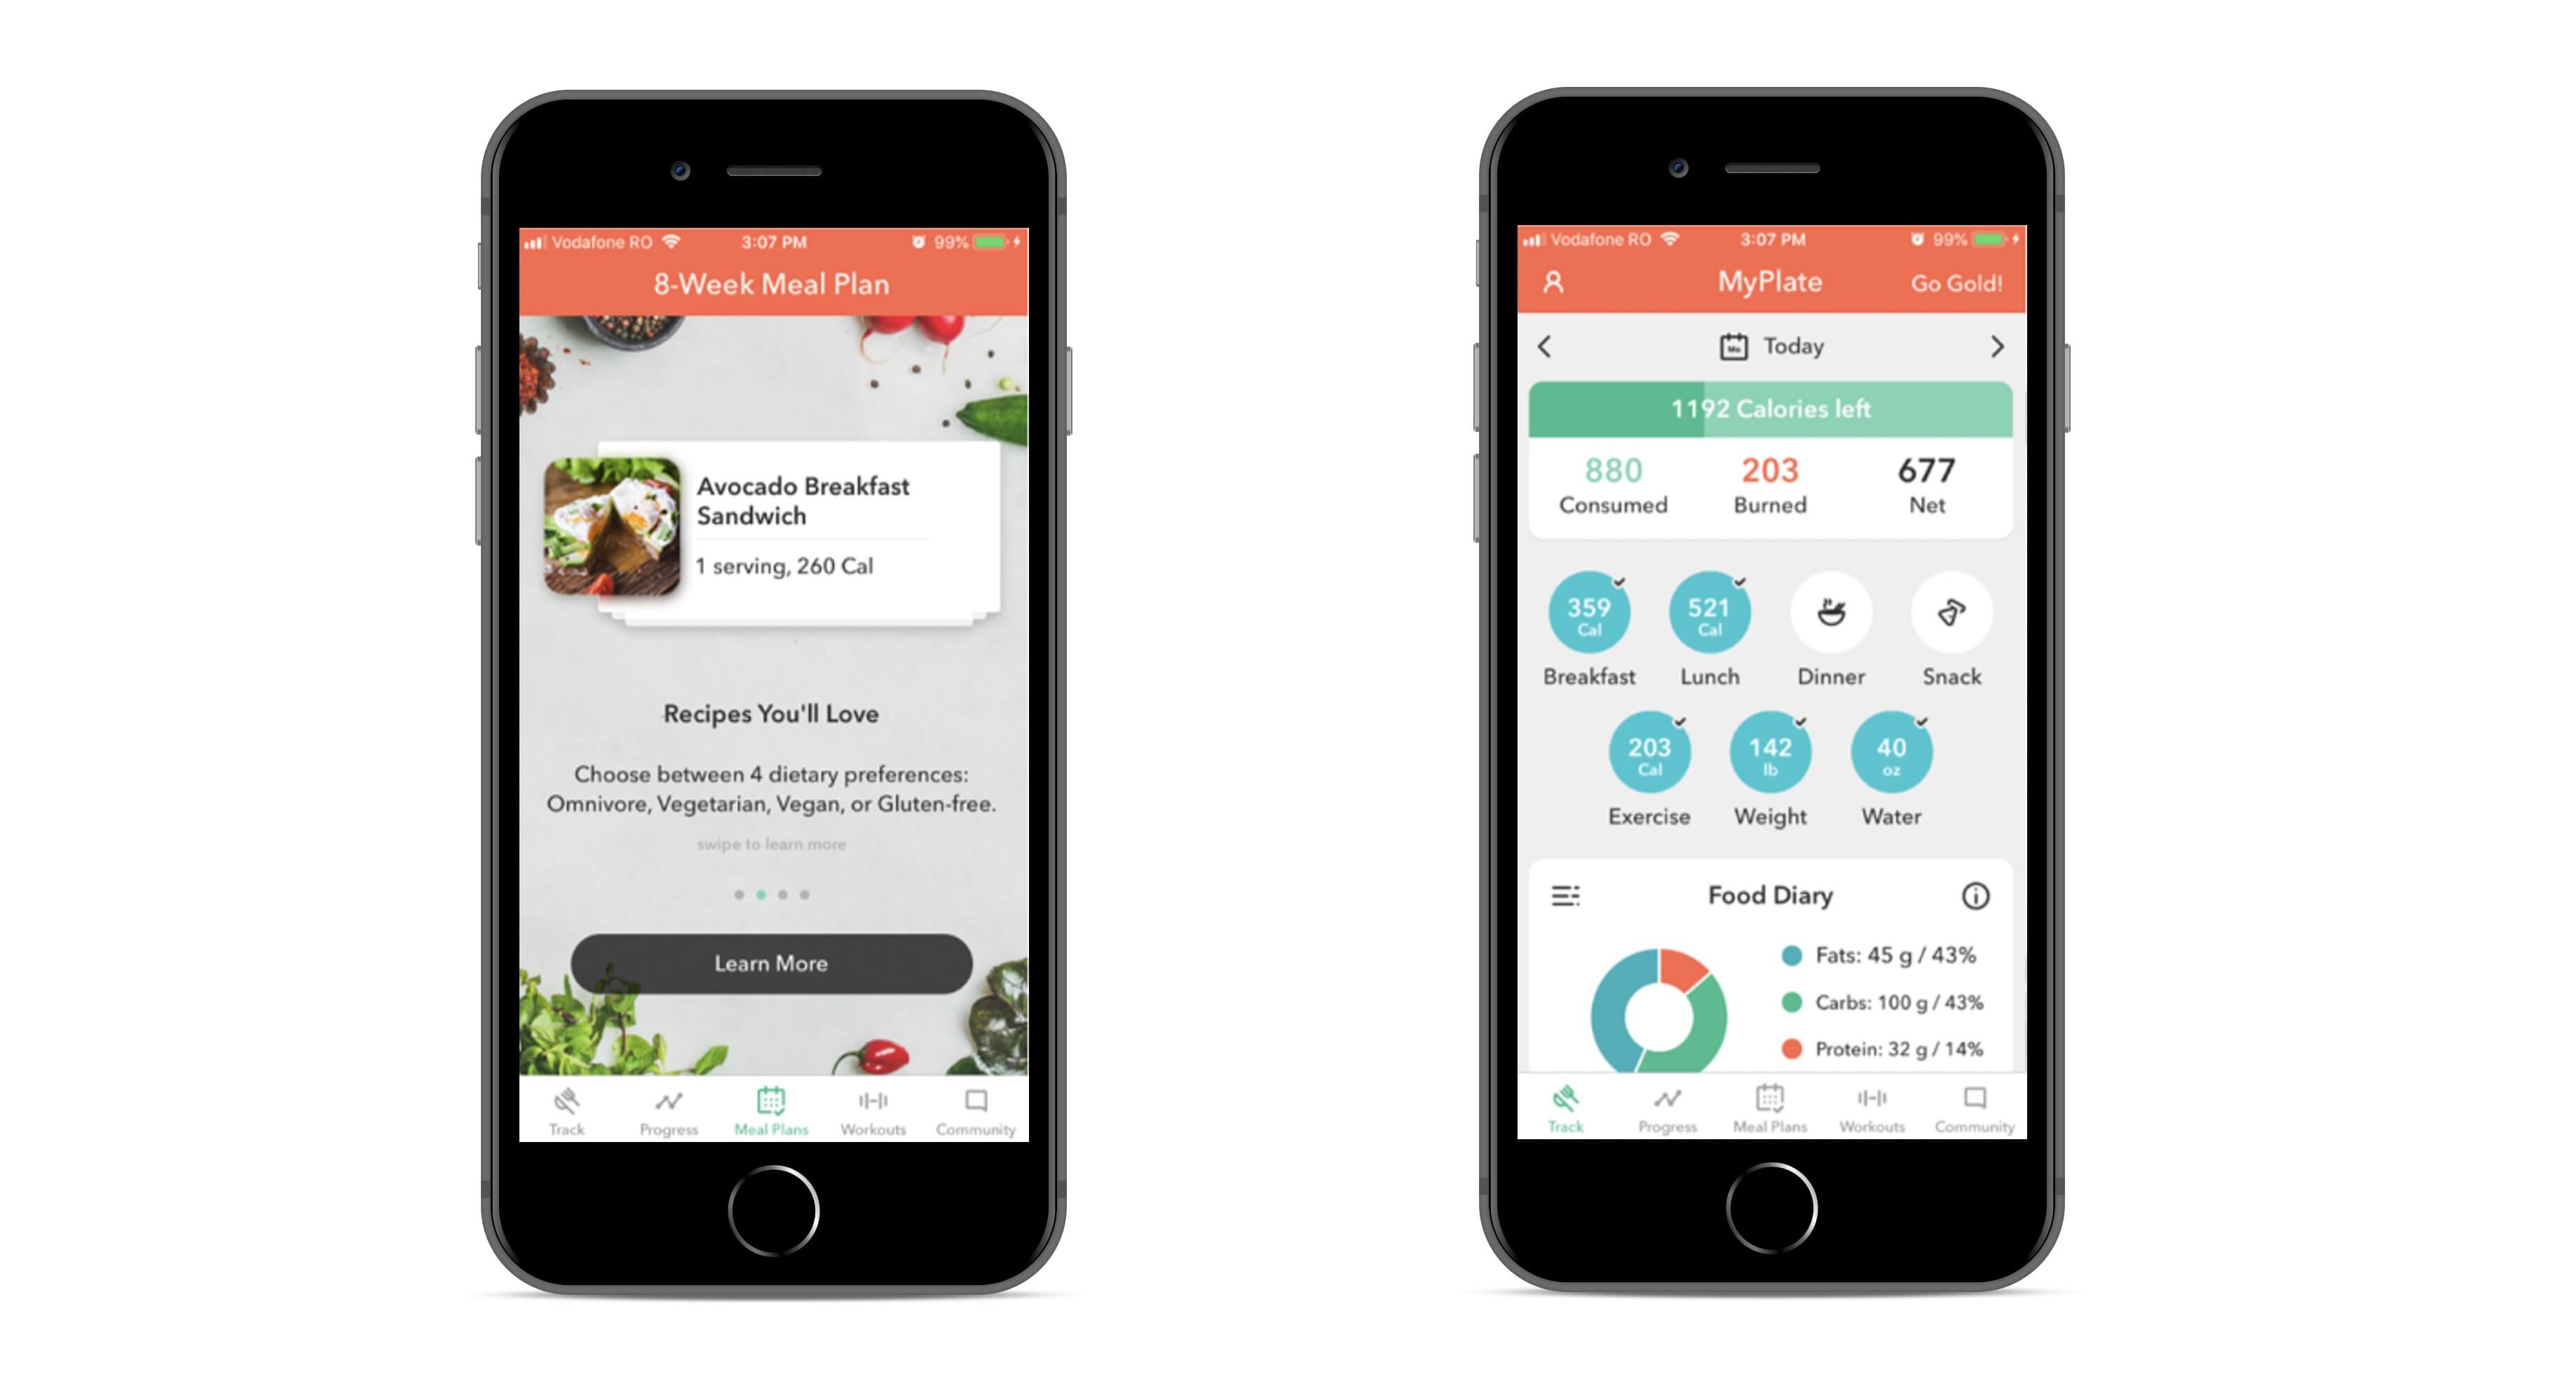 Vodafone RO 3:07 PM 99%
8-Week Meal Plan
Avocado Breakfast
Sandwich
1 serving, 260 Cal
Recipes You'll Love
Choose between 4 dietary preferences:
Omnivore, Vegetarian, Vegan, or Gluten-free.
swipe to learn more
Learn More
Track Progress Meal Plans Workouts Community
Vodafone RO 3:07 PM 99%
MyPlate Go Gold!
Mo Today
1192 Calories left
880 203 677
Consumed Burned Net
359 521
Cal Cal
Breakfast Lunch Dinner Snack
203 142 40
Cal lb oz
Exercise Weight Water
Food Diary
Fats: 45 g / 43%
Carbs: 100 g / 43%
Protein: 32 g / 14%
Track Progress Meal Plans Workouts Community